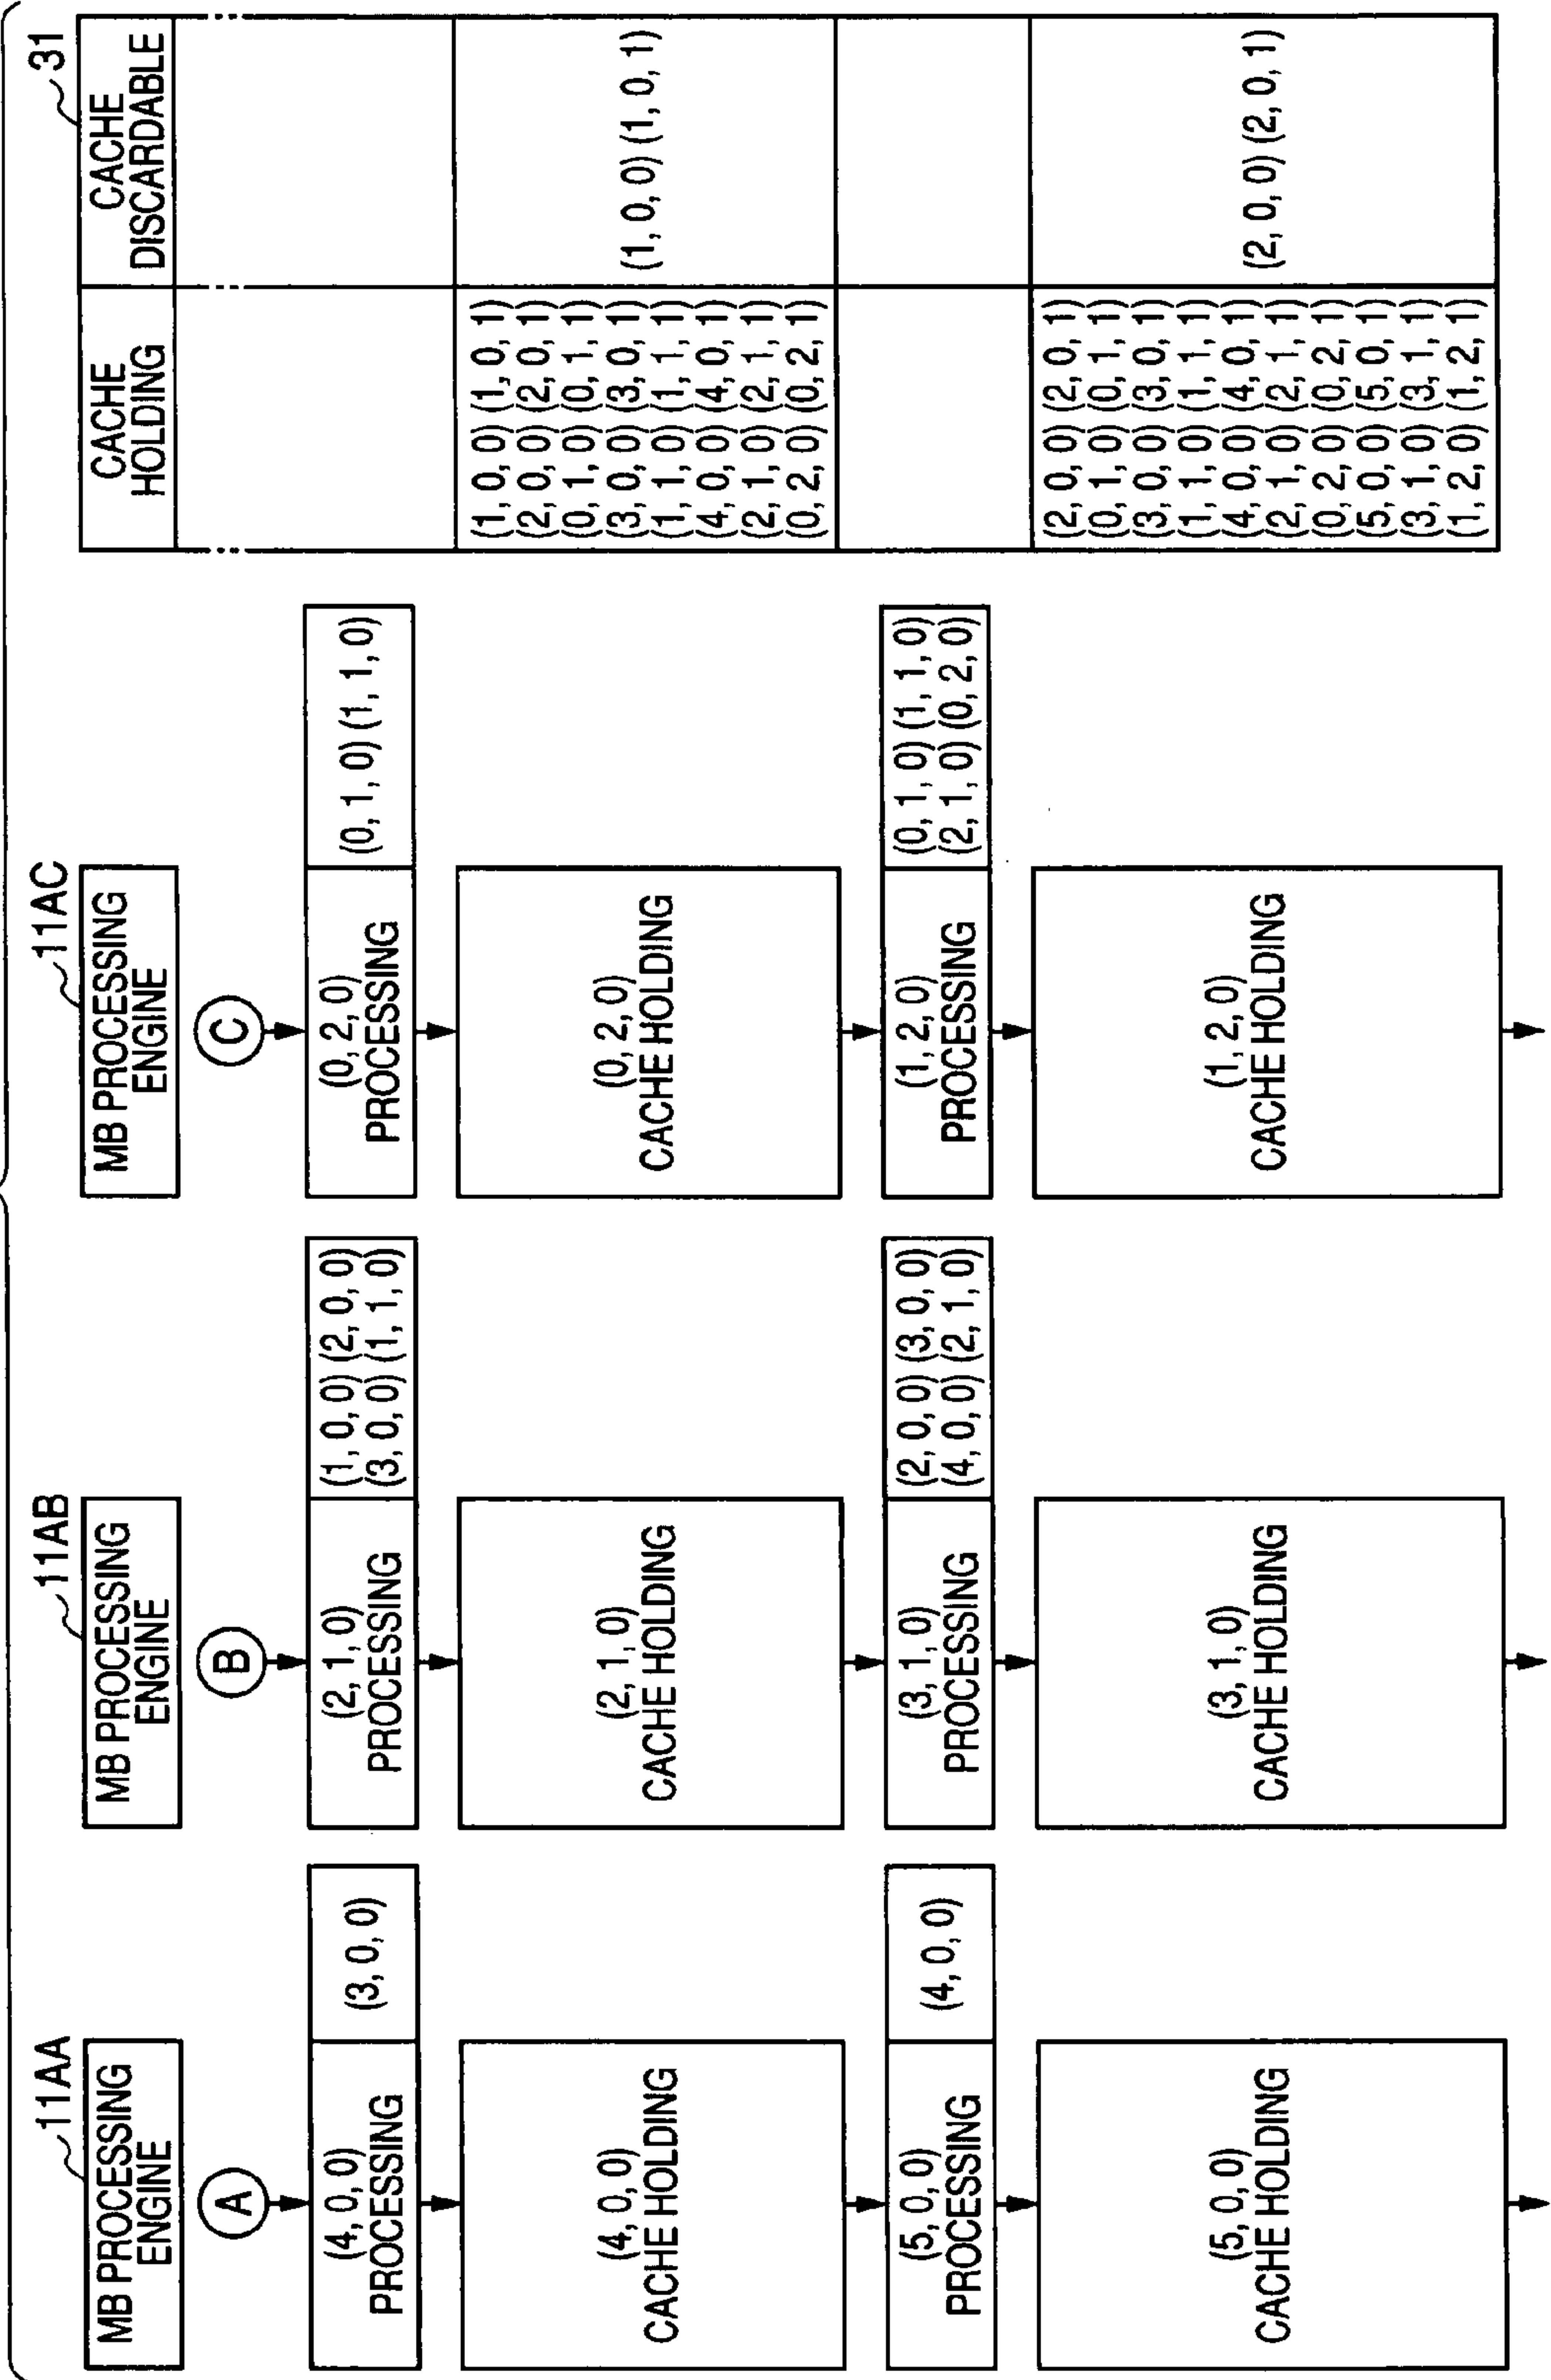 11AA
MB PROCESSING
ENGINE
A
(4, 0, 0)
PROCESSING
(3, 0, 0)
(4, 0, 0)
CACHE HOLDING
(5, 0, 0)
PROCESSING
(4, 0, 0)
(5, 0, 0)
CACHE HOLDING
11AB
MB PROCESSING
ENGINE
B
(2, 1, 0)
PROCESSING
(1, 0, 0) (2, 0, 0)
(3, 0, 0) (1, 1, 0)
(2, 1, 0)
CACHE HOLDING
(3, 1, 0)
PROCESSING
(2, 0, 0) (3, 0, 0)
(4, 0, 0) (2, 1, 0)
(3, 1, 0)
CACHE HOLDING
11AC
MB PROCESSING
ENGINE
C
(0, 2, 0)
PROCESSING
(0, 1, 0) (1, 1, 0)
(0, 2, 0)
CACHE HOLDING
(1, 2, 0)
PROCESSING
(0, 1, 0) (1, 1, 0)
(2, 1, 0) (0, 2, 0)
(1, 2, 0)
CACHE HOLDING
31
CACHE
HOLDING
CACHE
DISCARDABLE
(1, 0, 0) (1, 0, 1)
(2, 0, 0) (2, 0, 1)
(0, 1, 0) (0, 1, 1)
(3, 0, 0) (3, 0, 1)
(1, 1, 0) (1, 1, 1)
(4, 0, 0) (4, 0, 1)
(2, 1, 0) (2, 1, 1)
(0, 2, 0) (0, 2, 1)
(1, 0, 0) (1, 0, 1)
(2, 0, 0) (2, 0, 1)
(0, 1, 0) (0, 1, 1)
(3, 0, 0) (3, 0, 1)
(1, 1, 0) (1, 1, 1)
(4, 0, 0) (4, 0, 1)
(2, 1, 0) (2, 1, 1)
(0, 2, 0) (0, 2, 1)
(5, 0, 0) (5, 0, 1)
(3, 1, 0) (3, 1, 1)
(1, 2, 0) (1, 2, 1)
(2, 0, 0) (2, 0, 1)